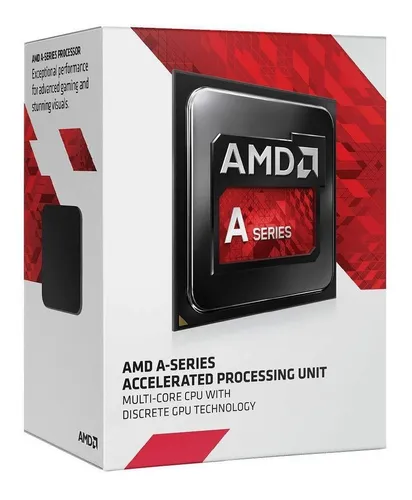 AMD A-SERIES PROCESSOR
Exceptional performance
for advanced gaming and
stunning visuals.
AMD
A SERIES
AMD A-SERIES
ACCELERATED PROCESSING UNIT
MULTI-CORE CPU WITH
DISCRETE GPU TECHNOLOGY
AMD